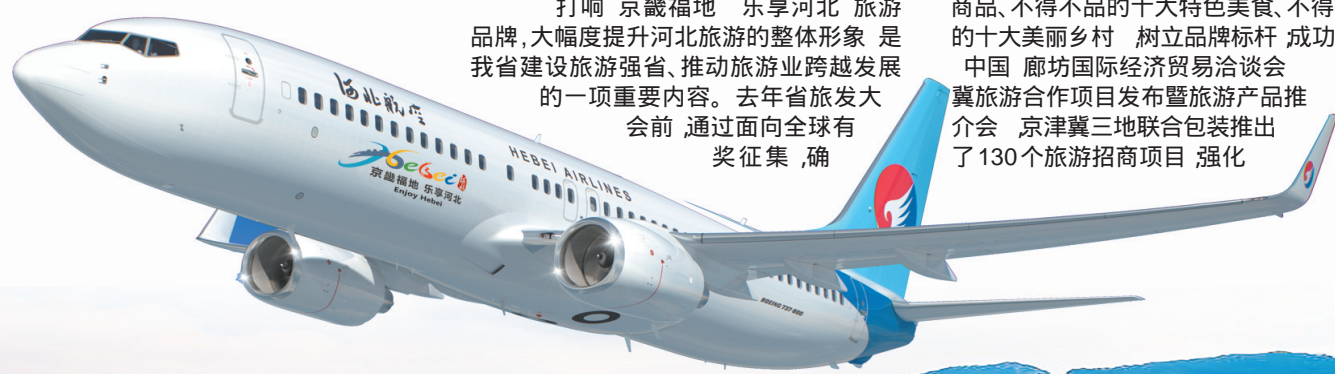 打响 京畿福地 乐享河北 旅游
品牌,大幅度提升河北旅游的整体形象 是
我省建设旅游强省、推动旅游业跨越发展
的一项重要内容。去年省旅发大
会前 ,通过面向全球有
奖征集 ,确
商品、不得不品的十大特色美食、不得
的十大美丽乡村 ,树立品牌标杆 ,成功
中国 廊坊国际经济贸易洽谈会
冀旅游合作项目发布暨旅游产品推
介会 ,京津冀三地联合包装推出
了130个旅游招商项目 ,强化
河北航空
HEBEI AIRLINES
Hebei
京畿福地 乐享河北
Enjoy Hebei
BOEING 737-800